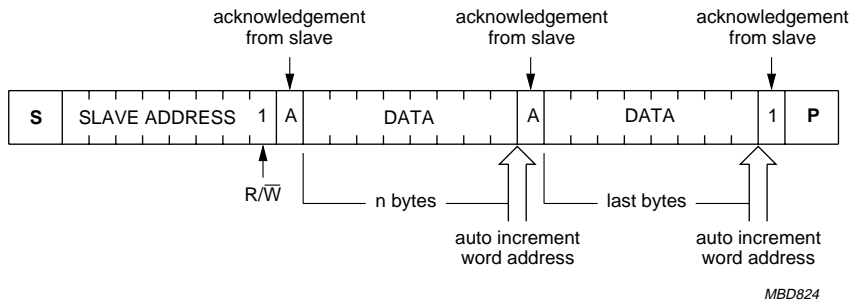 acknowledgement from slave
acknowledgement from slave
acknowledgement from slave
S SLAVE ADDRESS 1 A DATA A DATA 1 P
R/W̅
n bytes
last bytes
auto increment word address
auto increment word address
MBD824